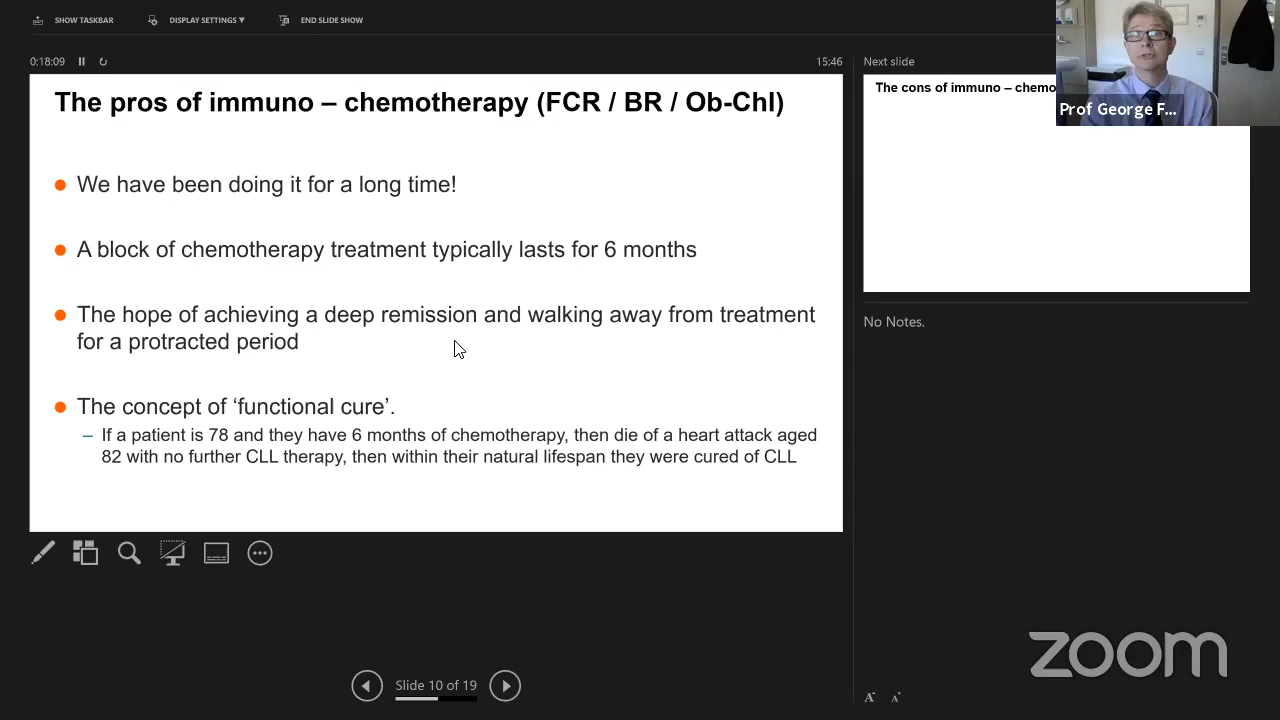 SHOW TASKBAR DISPLAY SETTINGS ▼ END SLIDE SHOW
0:18:09 15:46
The pros of immuno – chemotherapy (FCR / BR / Ob-Chl)
• We have been doing it for a long time!
• A block of chemotherapy treatment typically lasts for 6 months
• The hope of achieving a deep remission and walking away from treatment
for a protracted period
• The concept of ‘functional cure’.
– If a patient is 78 and they have 6 months of chemotherapy, then die of a heart attack aged
82 with no further CLL therapy, then within their natural lifespan they were cured of CLL
Slide 10 of 19
Next slide
The cons of immuno – chemo
Prof George F...
No Notes.
zoom
A A